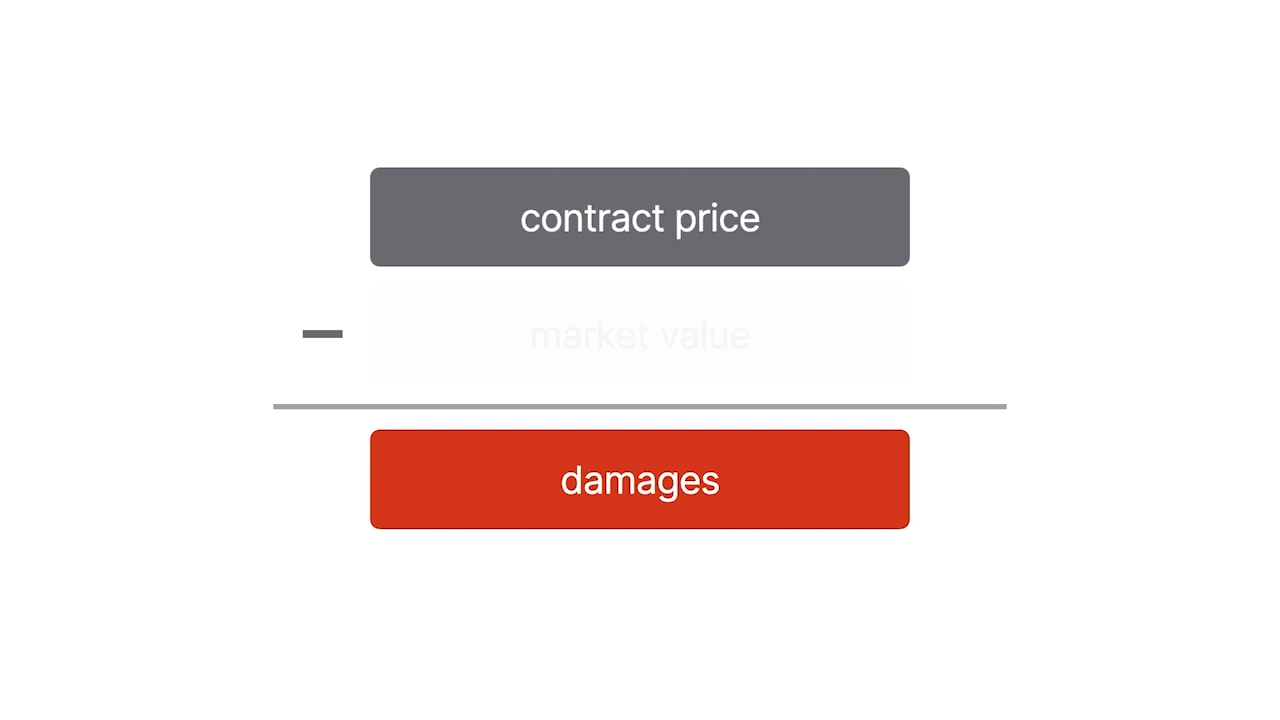 contract price
– market value
damages